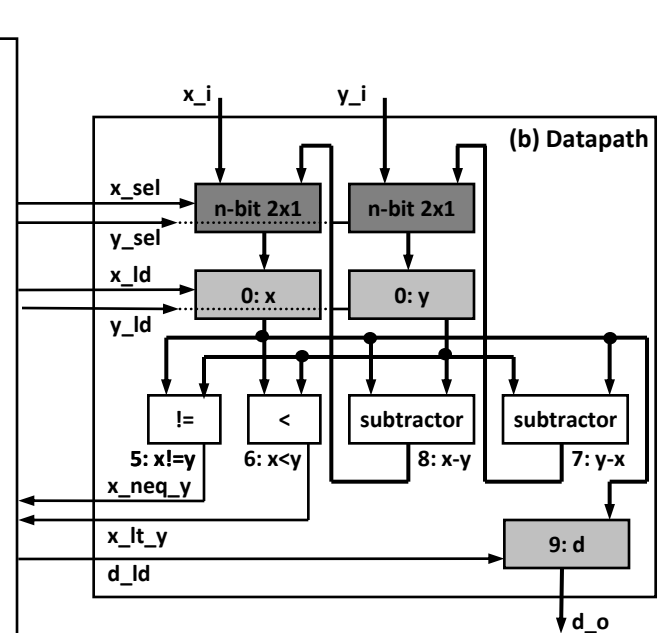 x_i
y_i
(b) Datapath
x_sel
n-bit 2x1
n-bit 2x1
y_sel
x_ld
0: x
0: y
y_ld
!=
<
subtractor
subtractor
5: x!=y
6: x<y
8: x-y
7: y-x
x_neq_y
x_lt_y
9: d
d_ld
d_o